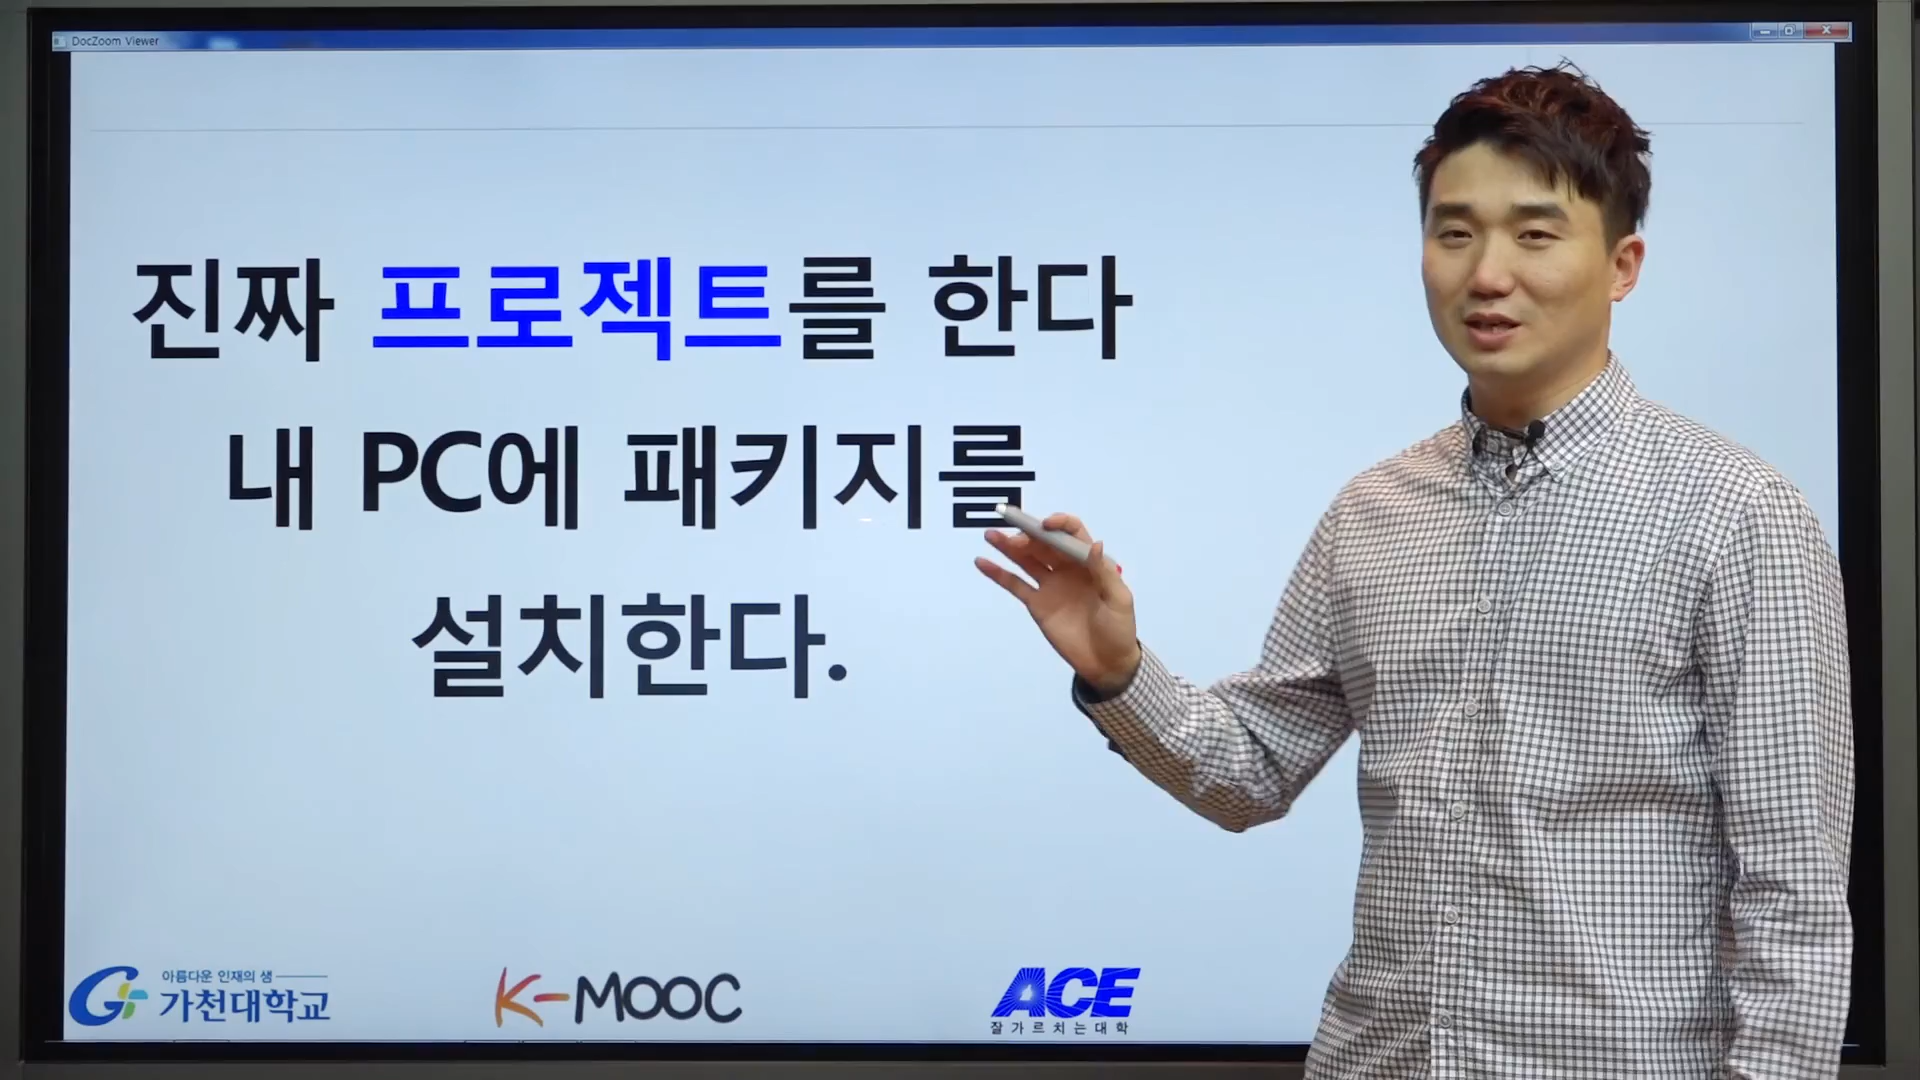 DocZoom Viewer
진짜 프로젝트를 한다
내 PC에 패키지를
설치한다.
아름다운 인재의 샘
가천대학교
K-MOOC
ACE
잘가르치는대학